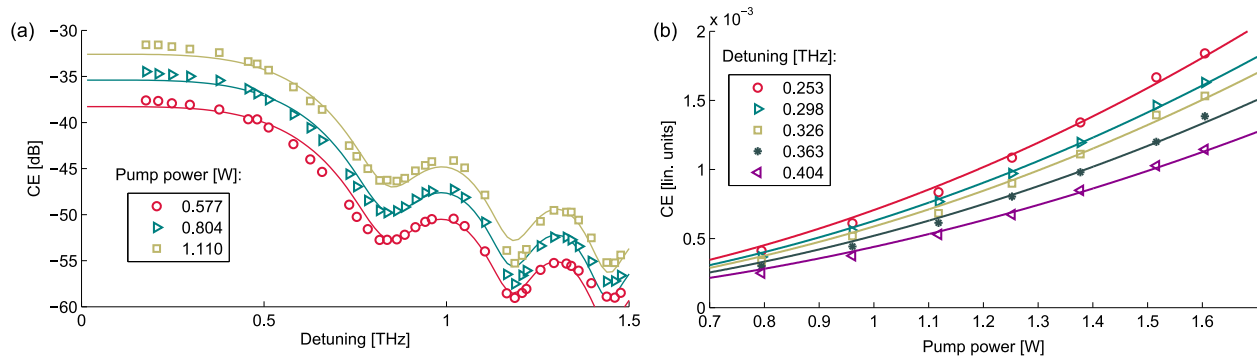 (a)
−30
−35
−40
−45
−50
−55
−60
CE [dB]
Pump power [W]:
0.577
0.804
1.110
0
0.5
1
1.5
Detuning [THz]
(b)
2
x 10⁻³
1.5
1
0.5
0
CE [lin. units]
Detuning [THz]:
0.253
0.298
0.326
0.363
0.404
0.7 0.8 0.9 1 1.1 1.2 1.3 1.4 1.5 1.6
Pump power [W]